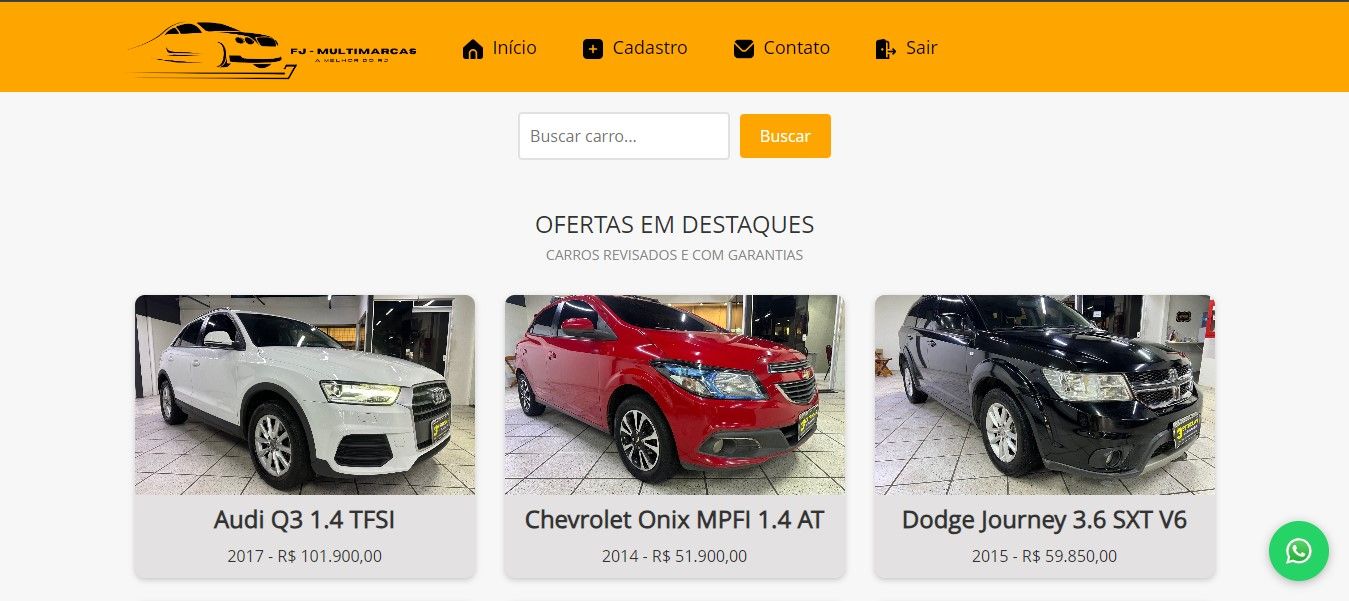 FJ - MULTIMARCAS
A MELHOR DO RJ
Início
Cadastro
Contato
Sair
Buscar carro...
Buscar
OFERTAS EM DESTAQUES
CARROS REVISADOS E COM GARANTIAS
Audi Q3 1.4 TFSI
2017 - R$ 101.900,00
Chevrolet Onix MPFI 1.4 AT
2014 - R$ 51.900,00
Dodge Journey 3.6 SXT V6
2015 - R$ 59.850,00